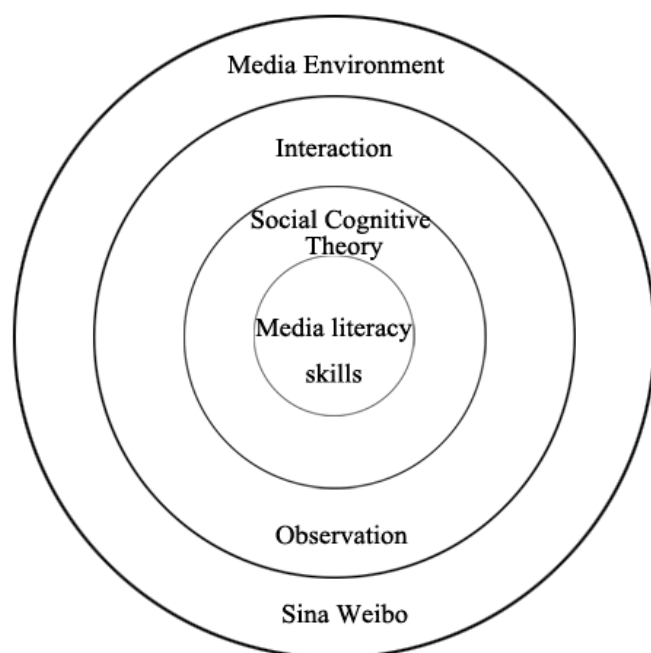 Media Environment
Interaction
Social Cognitive
Theory
Media literacy
skills
Observation
Sina Weibo